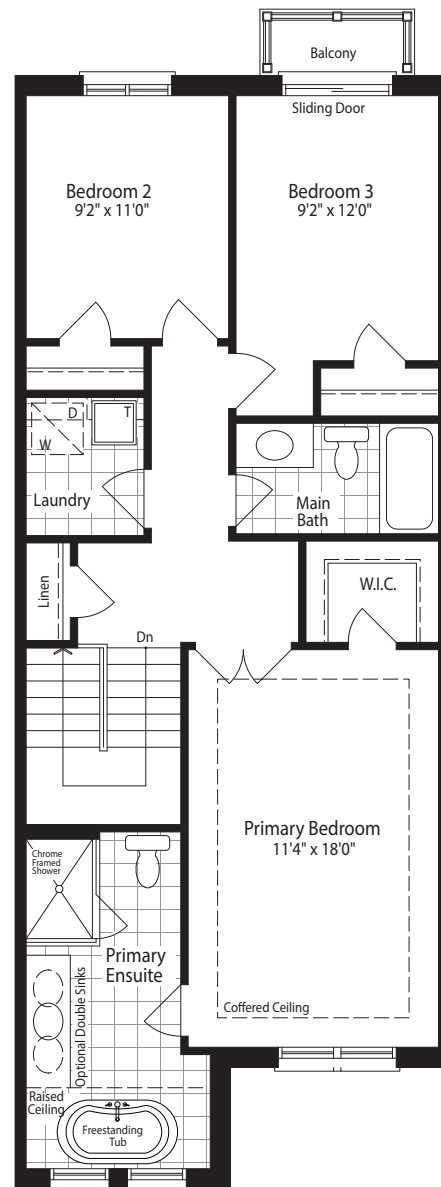 Balcony
Sliding Door
Bedroom 2
9'2" x 11'0"
Bedroom 3
9'2" x 12'0"
D
T
W
Laundry
Main
Bath
Linen
W.I.C.
Dn
Primary Bedroom
11'4" x 18'0"
Chrome
Framed
Shower
Primary
Ensuite
Optional Double Sinks
Coffered Ceiling
Raised
Ceiling
Freestanding
Tub